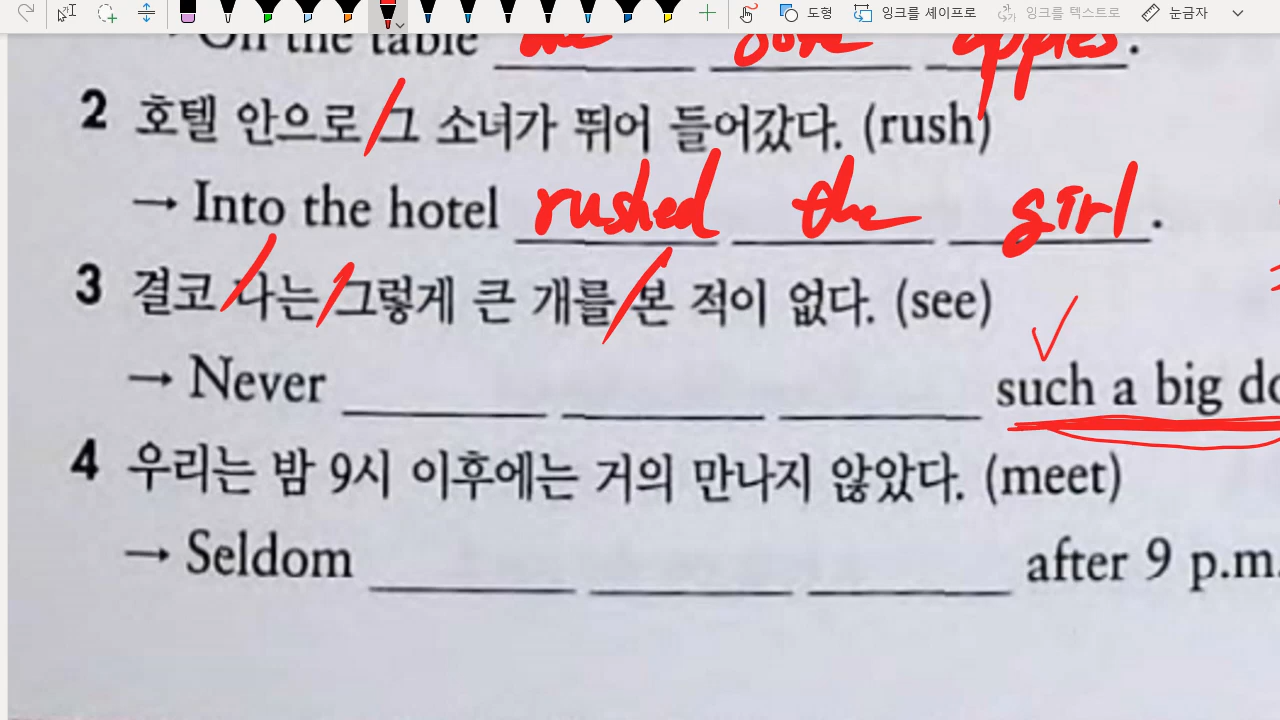 도형 잉크를 셰이프로 잉크를 텍스트로 눈금자
On the table are some apples.
2 호텔 안으로 그 소녀가 뛰어 들어갔다. (rush)
→ Into the hotel rushed the girl.
3 결코 나는 그렇게 큰 개를 본 적이 없다. (see)
→ Never such a big
4 우리는 밤 9시 이후에는 거의 만나지 않았다. (meet)
→ Seldom after 9 p.m.